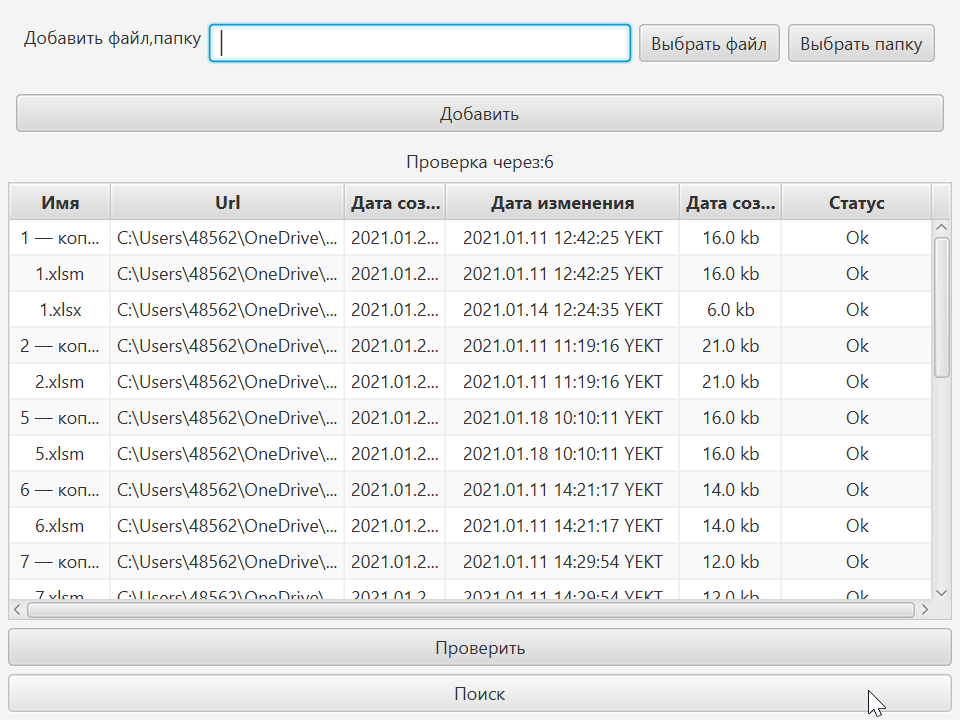 Добавить файл,папку Выбрать файл Выбрать папку
Добавить
Проверка через:6
Имя Url Дата соз... Дата изменения Дата соз... Статус
1 — коп... C:\Users\48562\OneDrive\... 2021.01.2... 2021.01.11 12:42:25 YEKT 16.0 kb Ok
1.xlsm C:\Users\48562\OneDrive\... 2021.01.2... 2021.01.11 12:42:25 YEKT 16.0 kb Ok
1.xlsx C:\Users\48562\OneDrive\... 2021.01.2... 2021.01.14 12:24:35 YEKT 6.0 kb Ok
2 — коп... C:\Users\48562\OneDrive\... 2021.01.2... 2021.01.11 11:19:16 YEKT 21.0 kb Ok
2.xlsm C:\Users\48562\OneDrive\... 2021.01.2... 2021.01.11 11:19:16 YEKT 21.0 kb Ok
5 — коп... C:\Users\48562\OneDrive\... 2021.01.2... 2021.01.18 10:10:11 YEKT 16.0 kb Ok
5.xlsm C:\Users\48562\OneDrive\... 2021.01.2... 2021.01.18 10:10:11 YEKT 16.0 kb Ok
6 — коп... C:\Users\48562\OneDrive\... 2021.01.2... 2021.01.11 14:21:17 YEKT 14.0 kb Ok
6.xlsm C:\Users\48562\OneDrive\... 2021.01.2... 2021.01.11 14:21:17 YEKT 14.0 kb Ok
7 — коп... C:\Users\48562\OneDrive\... 2021.01.2... 2021.01.11 14:29:54 YEKT 12.0 kb Ok
7.xlsm C:\Users\48562\OneDrive\... 2021.01.2... 2021.01.11 14:29:54 YEKT 12.0 kb Ok
Проверить
Поиск